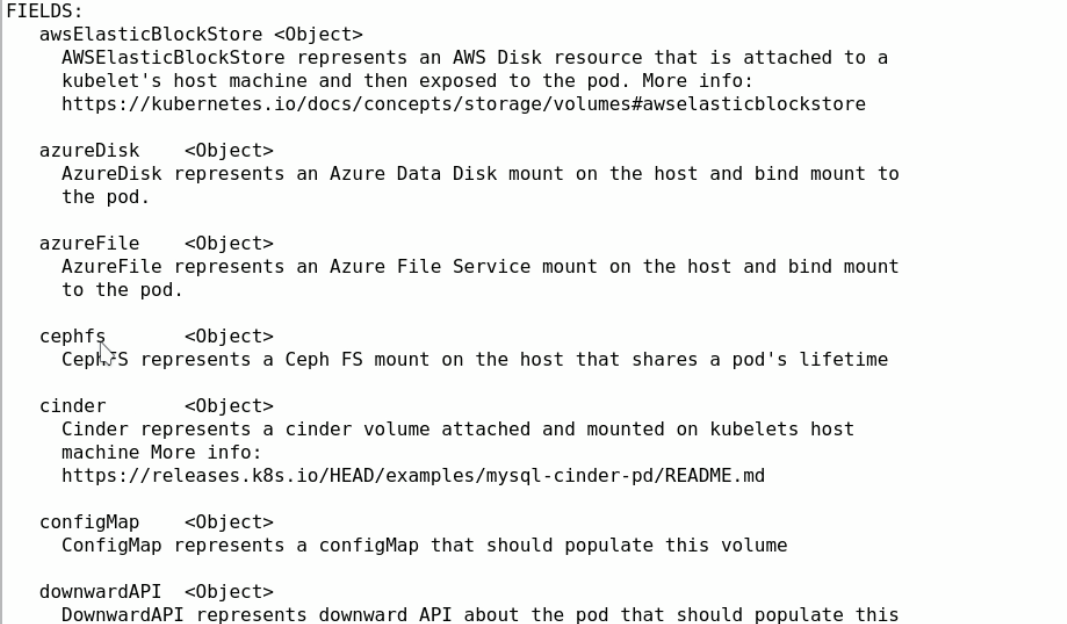 FIELDS:
awsElasticBlockStore <Object>
AWSElasticBlockStore represents an AWS Disk resource that is attached to a
kubelet's host machine and then exposed to the pod. More info:
https://kubernetes.io/docs/concepts/storage/volumes#awselasticblockstore
azureDisk <Object>
AzureDisk represents an Azure Data Disk mount on the host and bind mount to
the pod.
azureFile <Object>
AzureFile represents an Azure File Service mount on the host and bind mount
to the pod.
cephfs <Object>
CephFS represents a Ceph FS mount on the host that shares a pod's lifetime
cinder <Object>
Cinder represents a cinder volume attached and mounted on kubelets host
machine More info:
https://releases.k8s.io/HEAD/examples/mysql-cinder-pd/README.md
configMap <Object>
ConfigMap represents a configMap that should populate this volume
downwardAPI <Object>
DownwardAPI represents downward API about the pod that should populate this